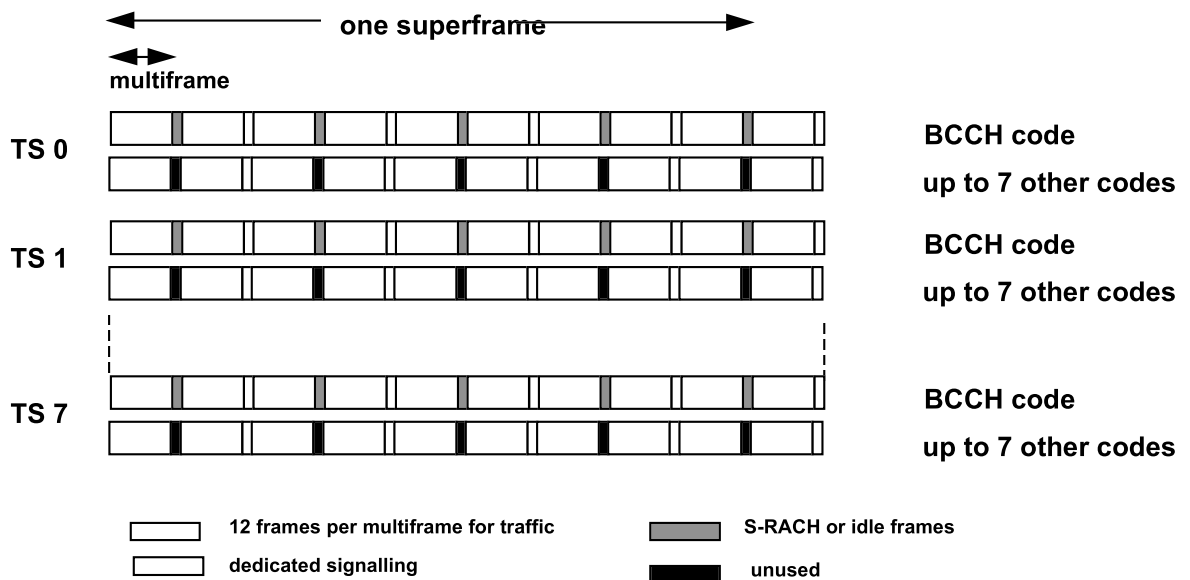 one superframe
multiframe
TS 0
BCCH code
up to 7 other codes
TS 1
BCCH code
up to 7 other codes
TS 7
BCCH code
up to 7 other codes
12 frames per multiframe for traffic
S-RACH or idle frames
dedicated signalling
unused